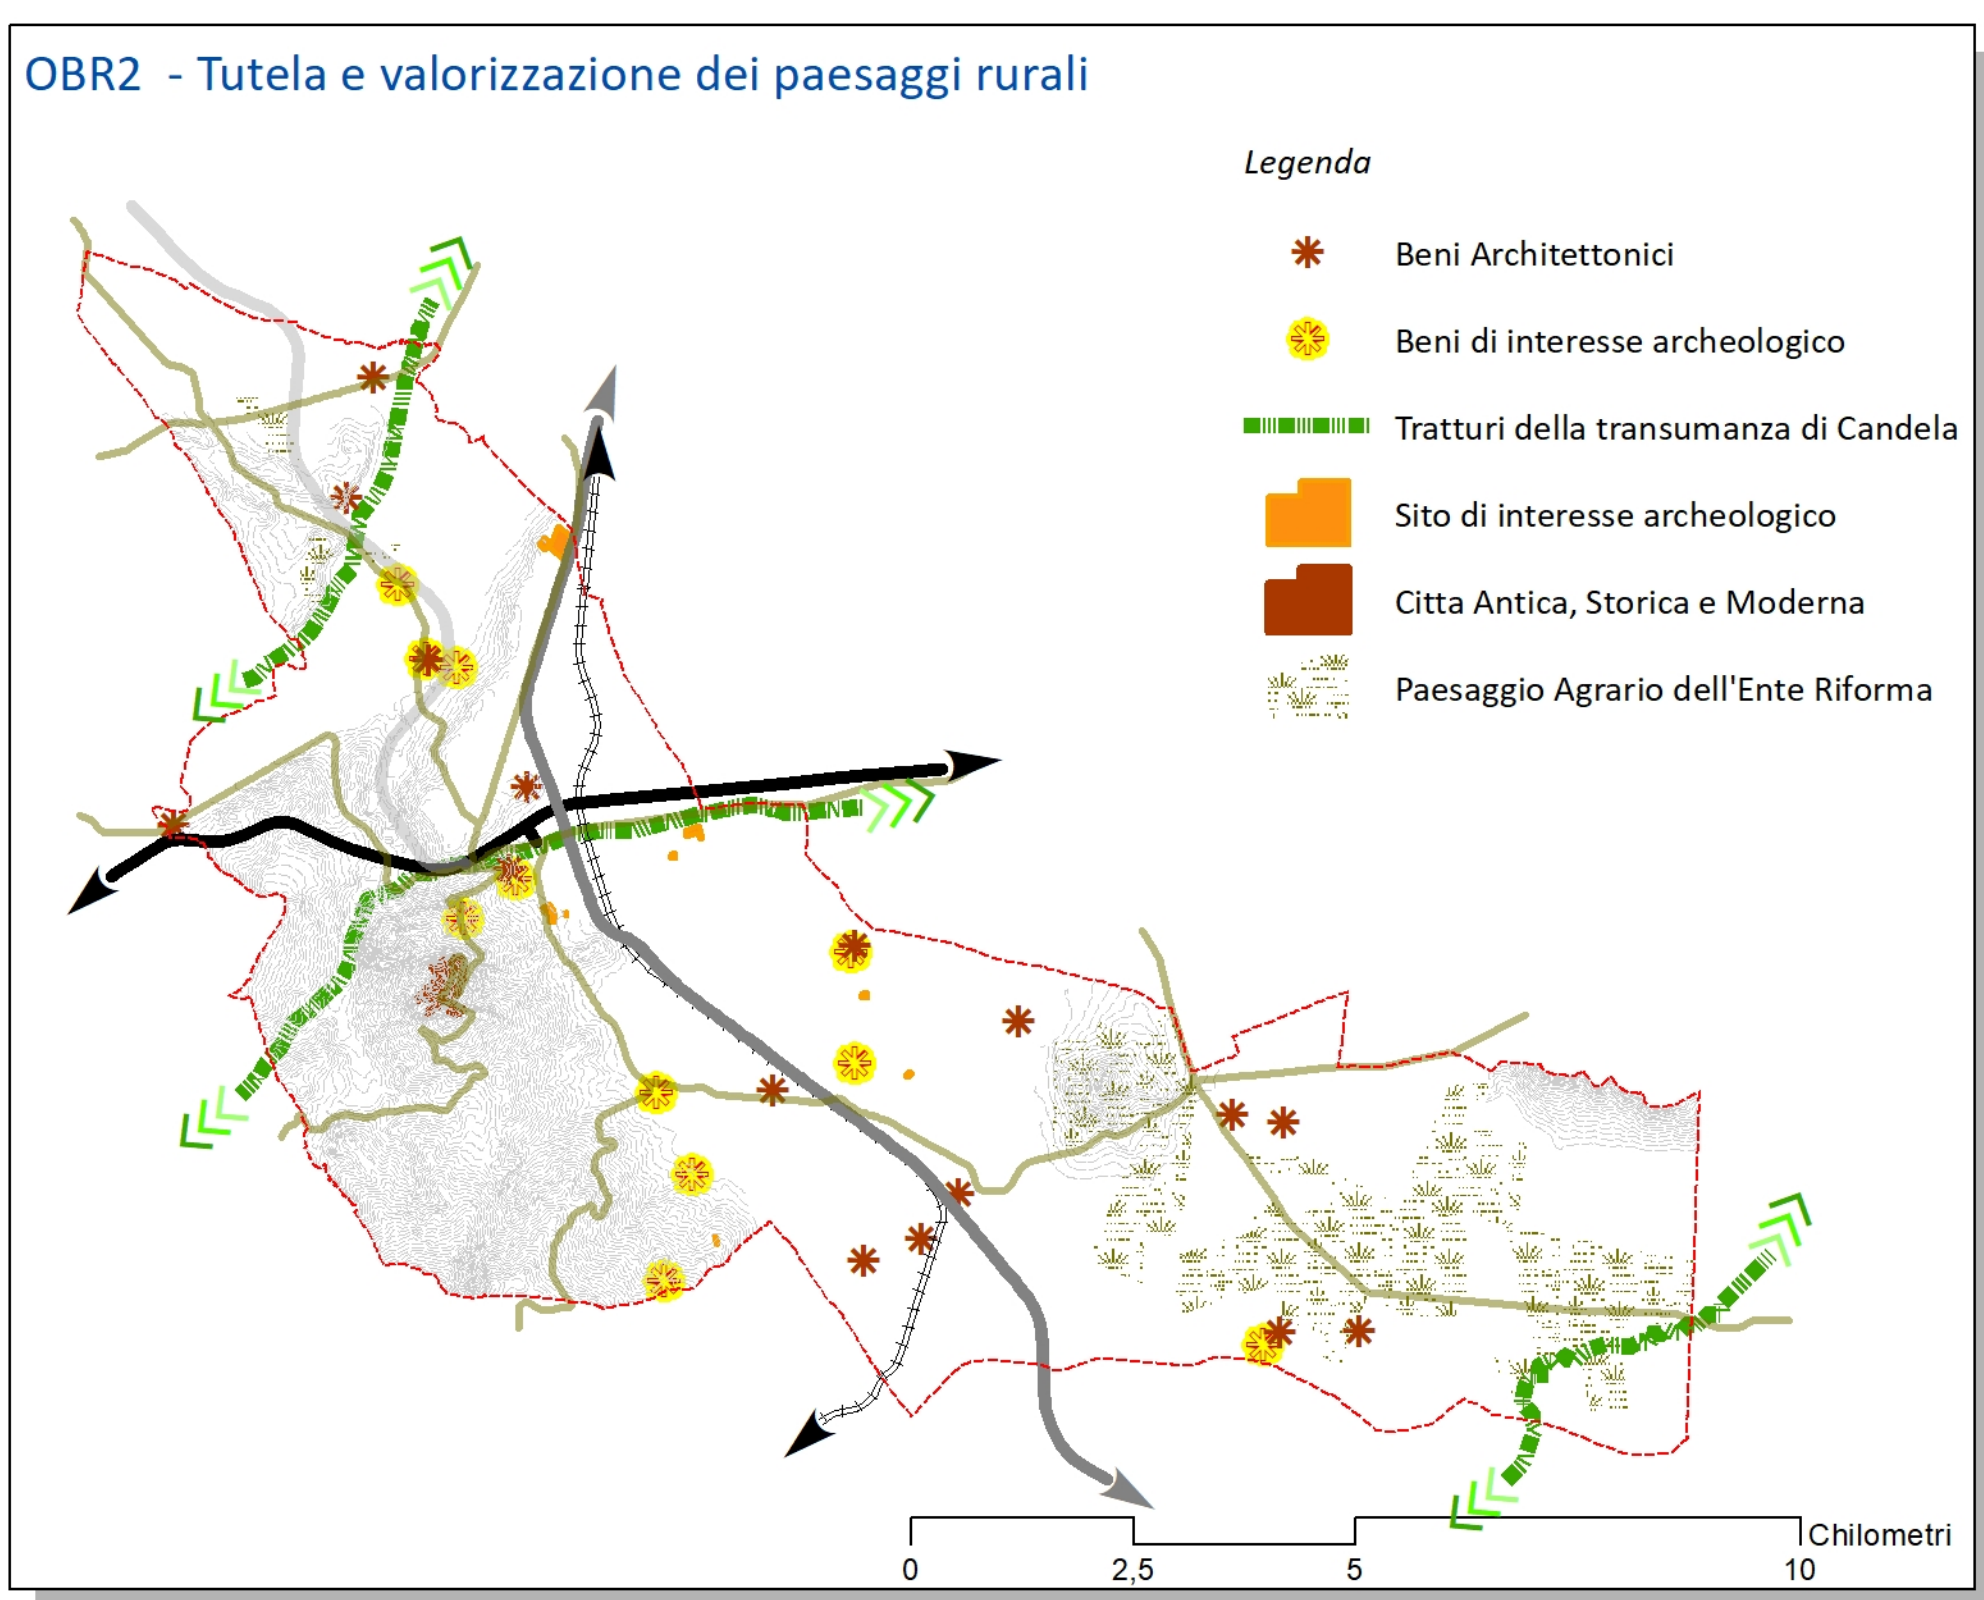 OBR2 - Tutela e valorizzazione dei paesaggi rurali
Legenda
Beni Architettonici
Beni di interesse archeologico
Tratturi della transumanza di Candela
Sito di interesse archeologico
Citta Antica, Storica e Moderna
Paesaggio Agrario dell'Ente Riforma
Chilometri
0 2,5 5 10